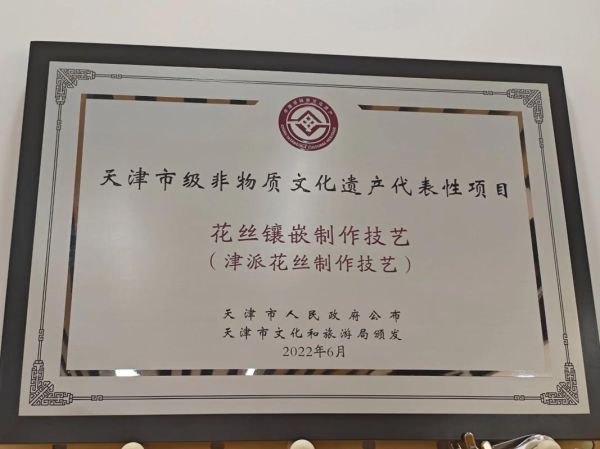 天津市级非物质文化遗产代表性项目
花丝镶嵌制作技艺
（津派花丝制作技艺）
天津市人民政府公布
天津市文化和旅游局颁发
2022年6月